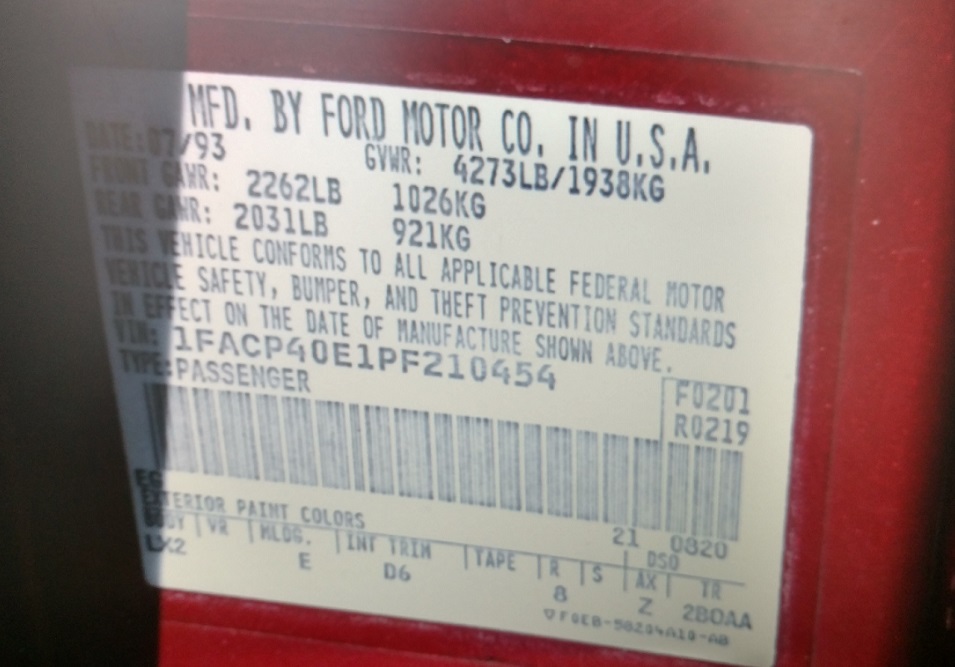 MFD. BY FORD MOTOR CO. IN U.S.A.
DATE: 07/93 GVWR: 4273LB/1938KG
FRONT GAWR: 2262LB 1026KG
REAR GAWR: 2031LB 921KG
THIS VEHICLE CONFORMS TO ALL APPLICABLE FEDERAL MOTOR
VEHICLE SAFETY, BUMPER, AND THEFT PREVENTION STANDARDS
IN EFFECT ON THE DATE OF MANUFACTURE SHOWN ABOVE.
VIN: 1FACP40E1PF210454
TYPE: PASSENGER
F0201
R0219
EG
EXTERIOR PAINT COLORS 21 0820
DSO
BODY | VR | MLDG. | INT TRIM | TAPE | R | S | AX | TR
LX2 E D6 8 Z 2BOAA